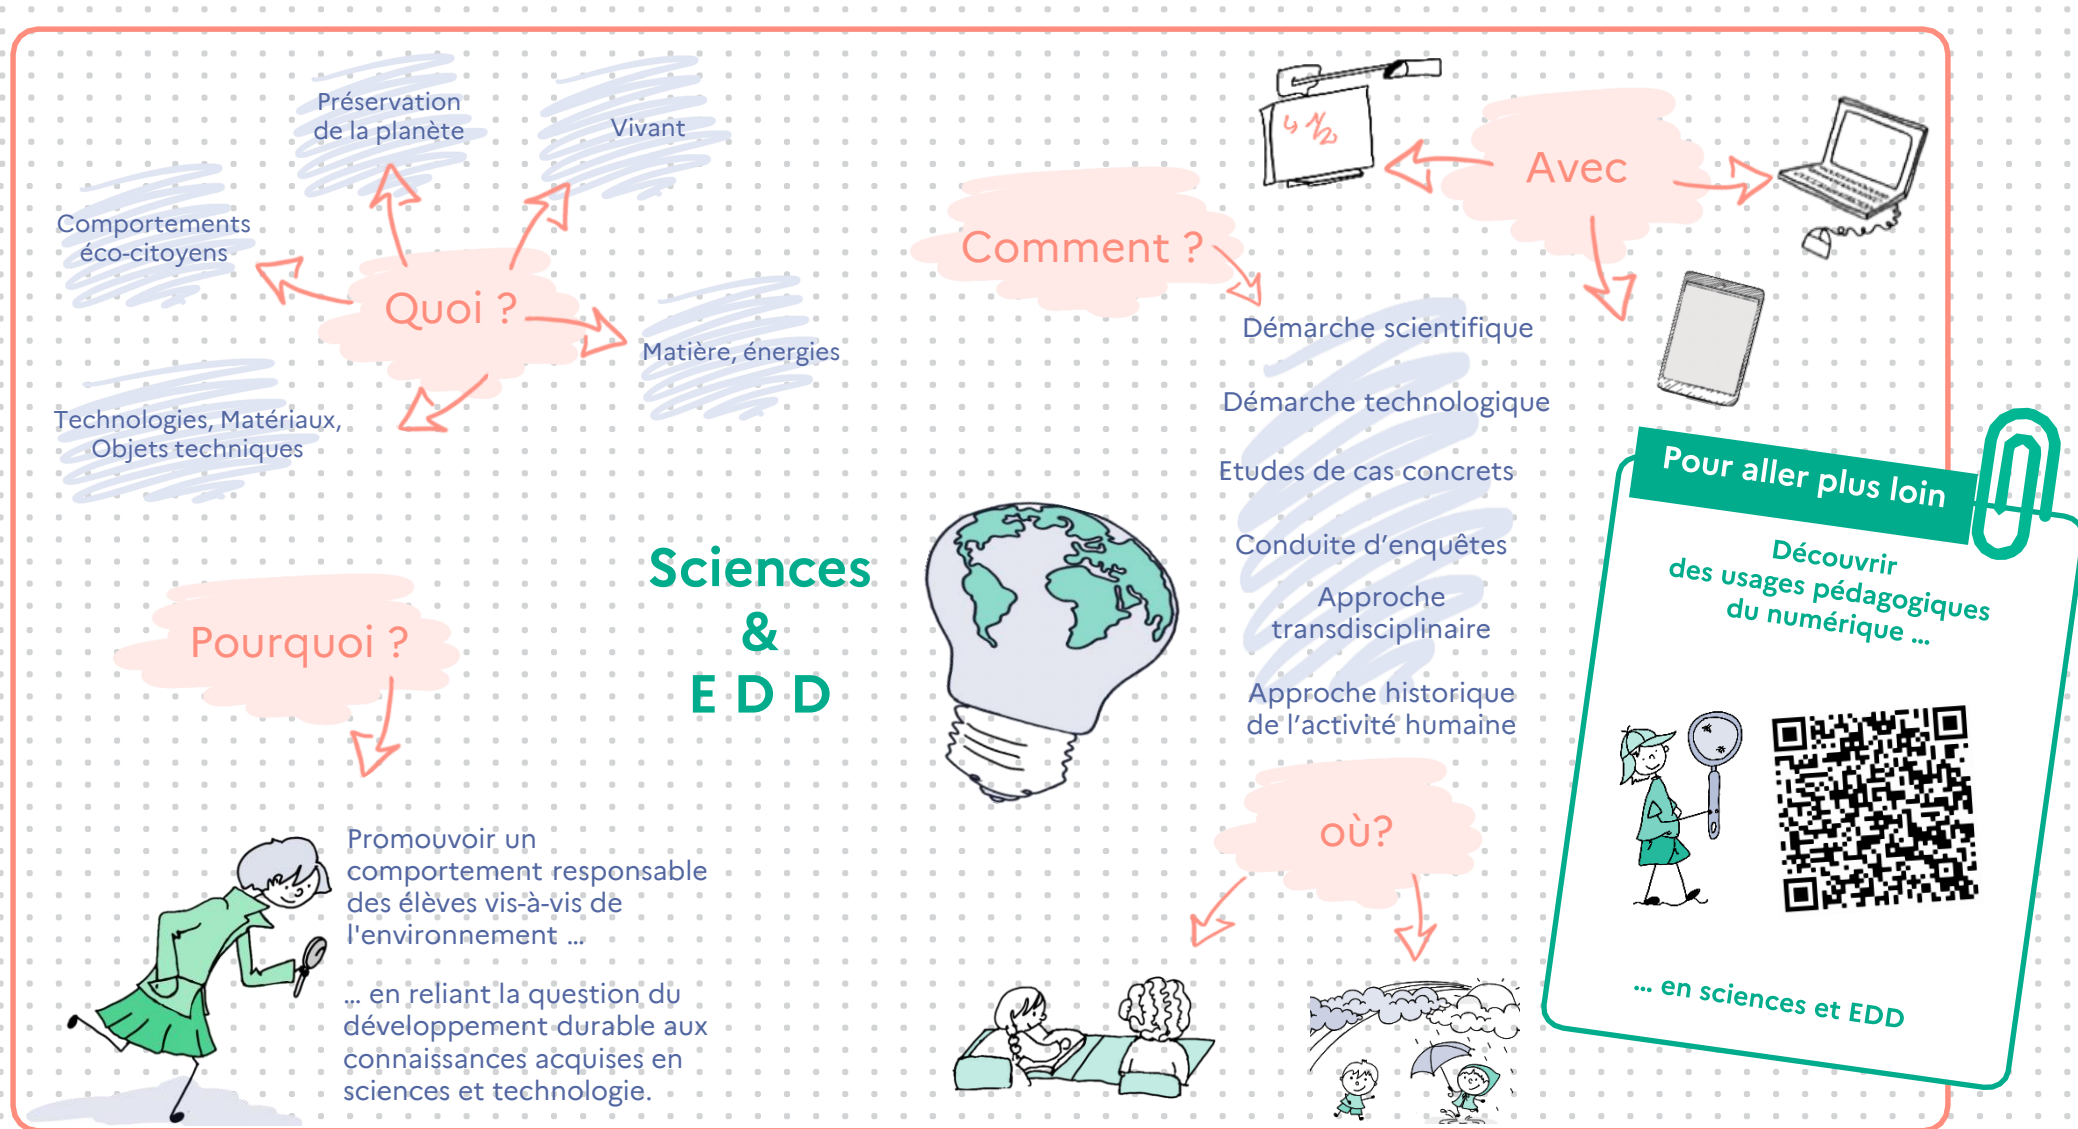 Préservation
de la planète
Vivant
Comportements
éco-citoyens
Quoi ?
Matière, énergies
Technologies, Matériaux,
Objets techniques
Comment ?
Démarche scientifique
Démarche technologique
Etudes de cas concrets
Conduite d'enquêtes
Approche
transdisciplinaire
Approche historique
de l'activité humaine
Avec
Sciences
&
E D D
Pourquoi ?
Promouvoir un
comportement responsable
des élèves vis-à-vis de
l'environnement ...
... en reliant la question du
développement durable aux
connaissances acquises en
sciences et technologie.
où?
Pour aller plus loin
Découvrir
des usages pédagogiques
du numérique ...
... en sciences et EDD